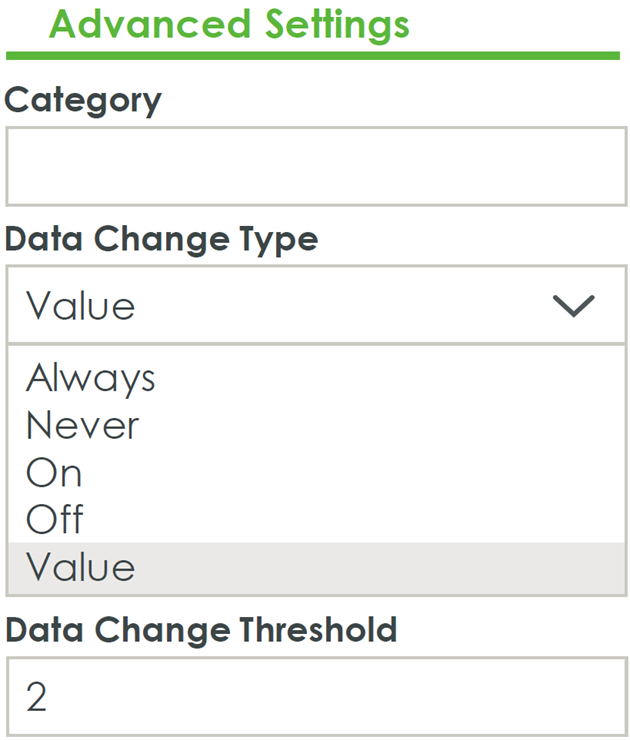 Advanced Settings
Category
Data Change Type
Value
Always
Never
On
Off
Value
Data Change Threshold
2